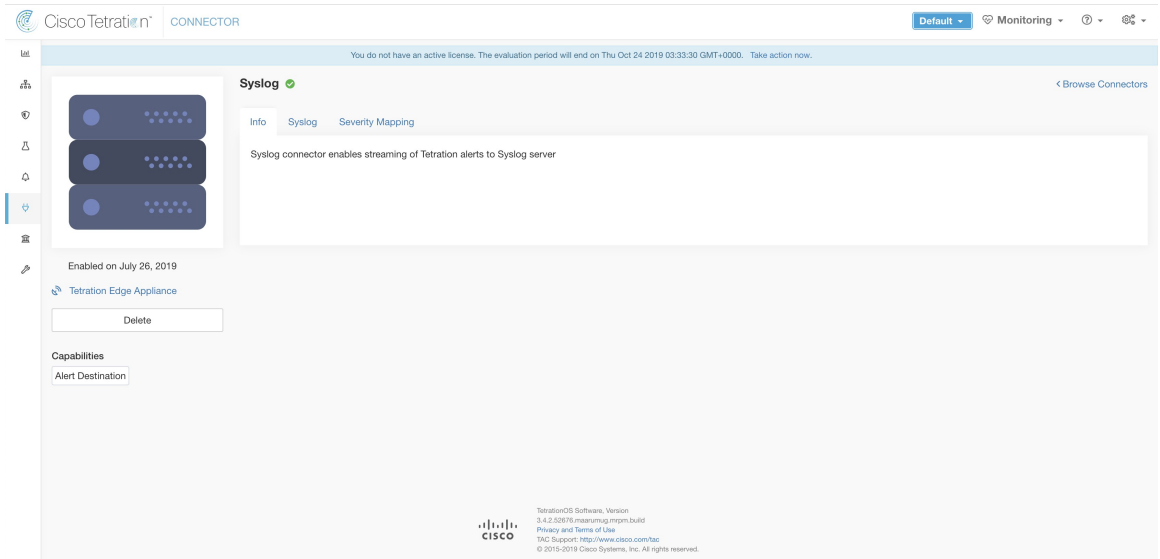 Cisco Tetration™ CONNECTOR Default Monitoring
You do not have an active license. The evaluation period will end on Thu Oct 24 2019 03:33:30 GMT+0000. Take action now.
Syslog < Browse Connectors
Info Syslog Severity Mapping
Syslog connector enables streaming of Tetration alerts to Syslog server
Enabled on July 26, 2019
Tetration Edge Appliance
Delete
Capabilities
Alert Destination
CISCO
TetrationOS Software, Version
3.4.2.52676.maarumug.mrpm.build
Privacy and Terms of Use
TAC Support: http://www.cisco.com/tac
© 2015-2019 Cisco Systems, Inc. All rights reserved.